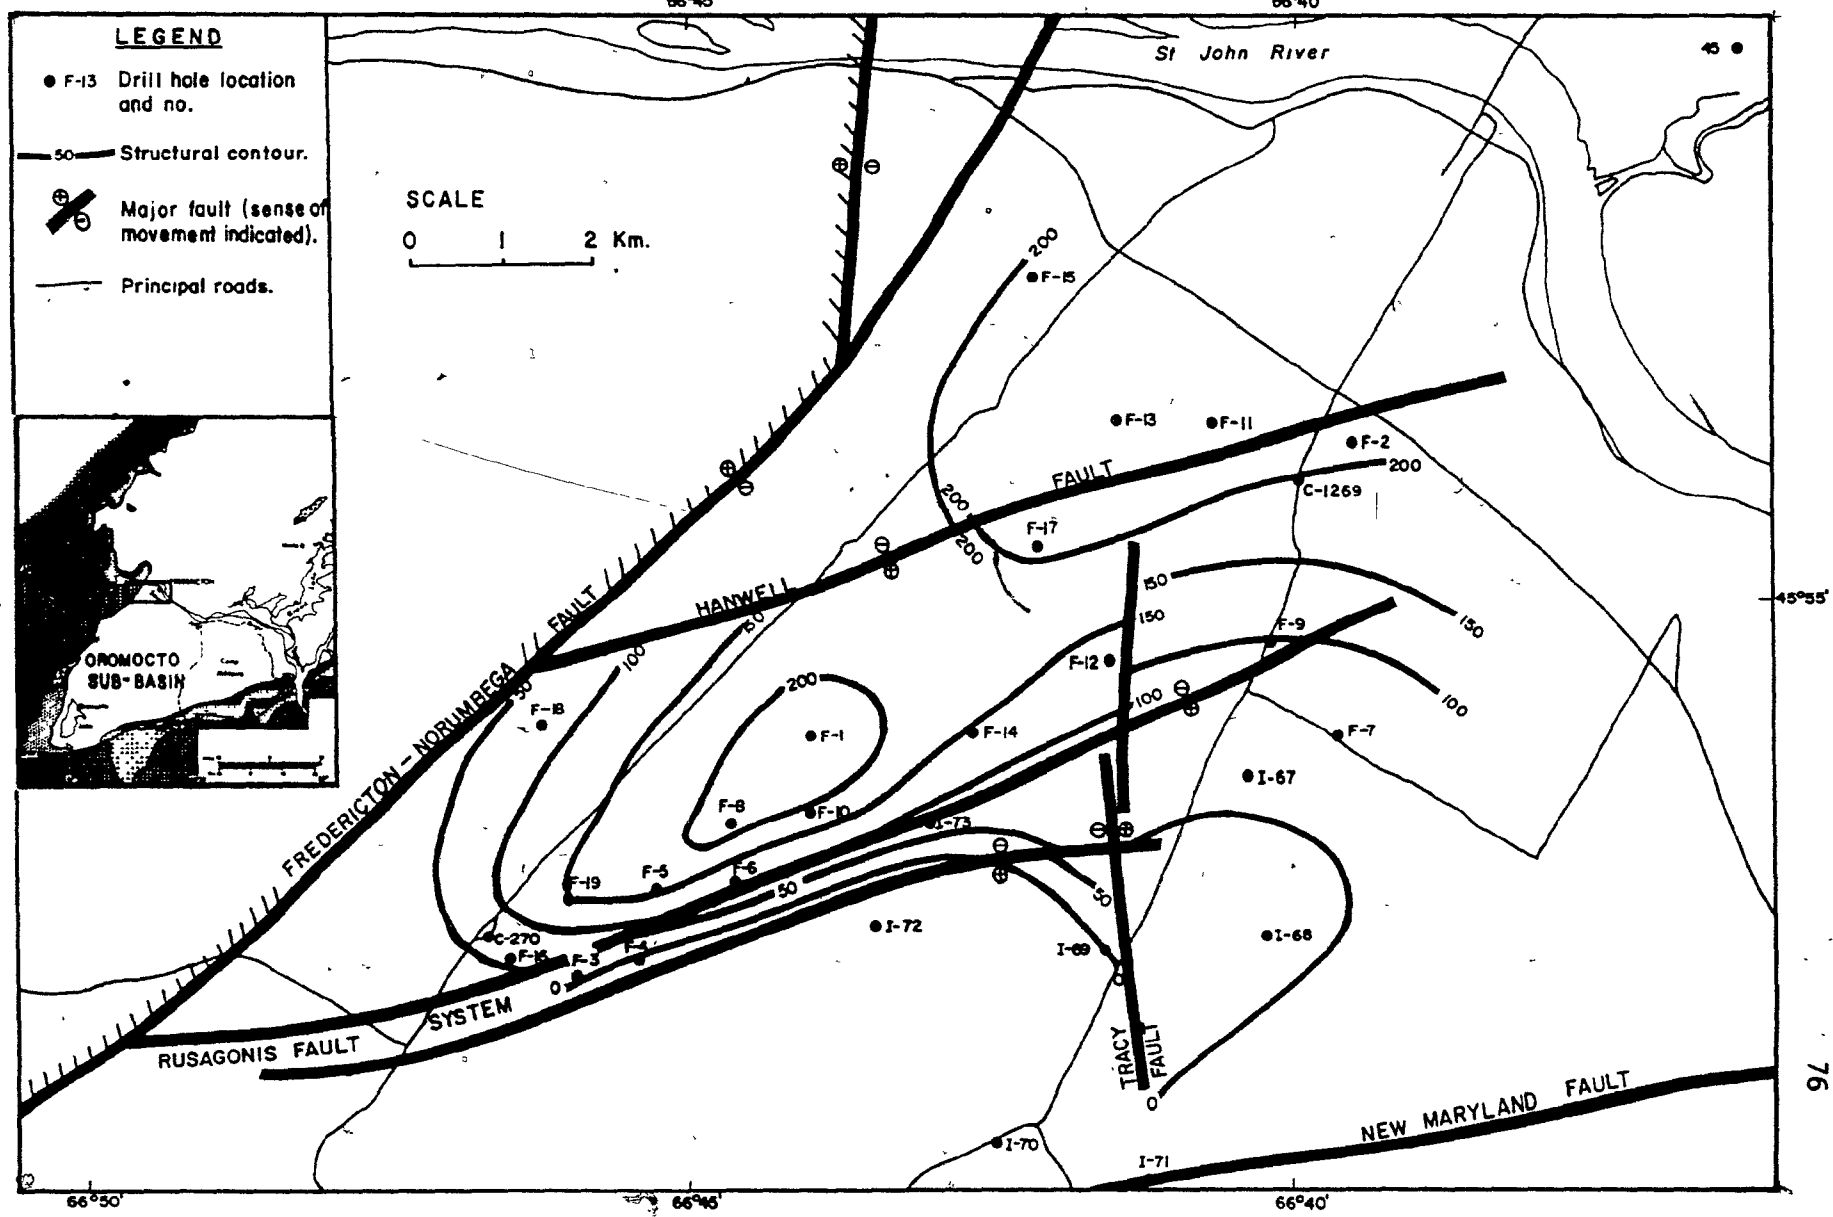 66°45'
66°40'
LEGEND
F-13 Drill hole location
and no.
50 Structural contour.
Major fault (sense of
movement indicated).
Principal roads.
SCALE
0 1 2 Km.
St John River
45
200
F-15
F-13
F-11
F-2
FAULT
200
C-1269
200
200
F-17
HANWELL
150
150
150
45°55'
FAULT
150
100
F-9
F-12
50
F-18
200
100
100
F-1
F-14
F-7
NORUMBEGA
FREDERICTON
I-67
F-8
F-10
I-73
F-19
F-5
F-6
50
50
I-72
I-68
C-270
F-16
F-3
F-4
I-69
0
0
SYSTEM
RUSAGONIS FAULT
TRACY
FAULT
0
NEW MARYLAND FAULT
I-70
I-71
OROMOCTO
SUB-BASIN
76
66°50'
66°45'
66°40'